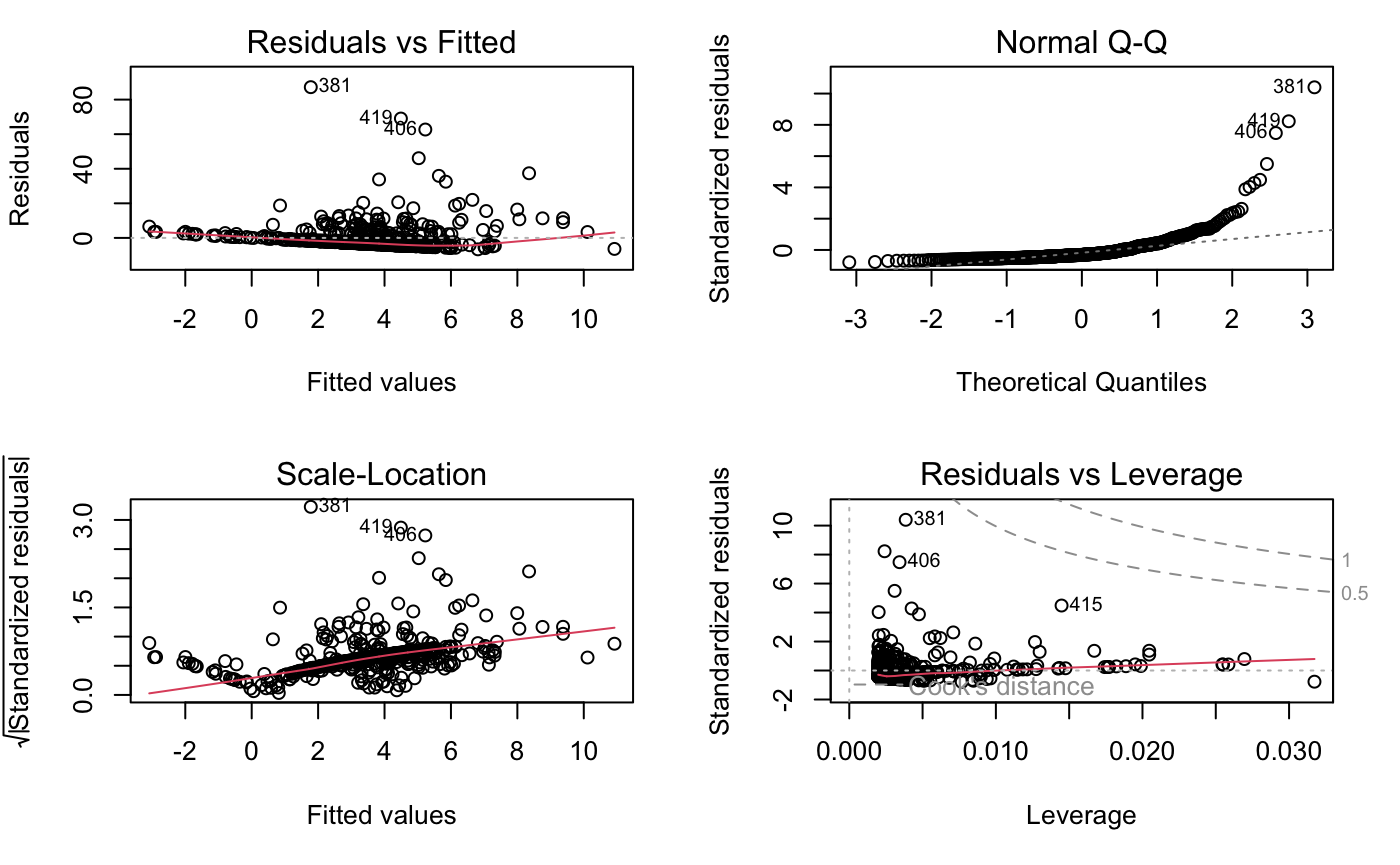 Residuals vs Fitted
Residuals
80
40
0
381
419
406
-2 0 2 4 6 8 10
Fitted values
Normal Q-Q
Standardized residuals
8
4
0
381
419
406
-3 -2 -1 0 1 2 3
Theoretical Quantiles
Scale-Location
√|Standardized residuals|
3.0
1.5
0.0
381
419
406
-2 0 2 4 6 8 10
Fitted values
Residuals vs Leverage
Standardized residuals
10
6
2
-2
381
406
415
1
0.5
Cook's distance
0.000 0.010 0.020 0.030
Leverage